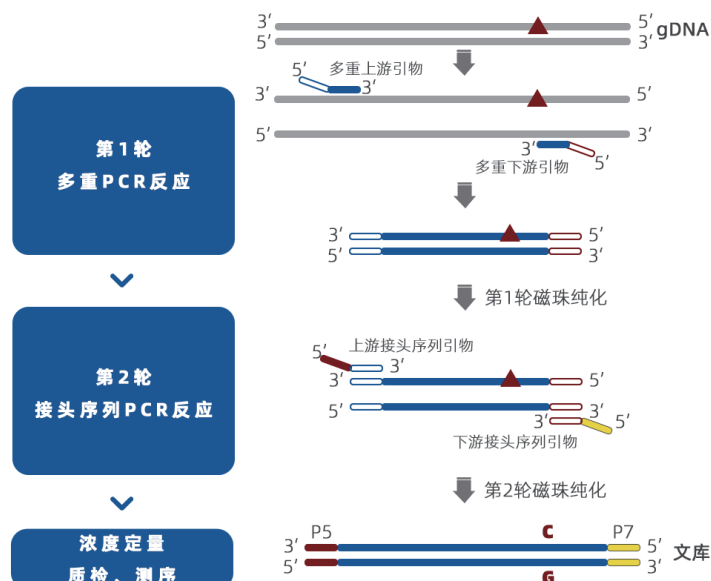 3′ 5′ gDNA
5′ 3′
5′ 多重上游引物
3′
3′ 5′
第1轮
多重PCR反应
5′ 3′
3′
多重下游引物 5′
3′ 5′
5′ 3′
第1轮磁珠纯化
上游接头序列引物
5′ 3′
3′ 5′
第2轮
接头序列PCR反应
5′ 3′
3′ 5′
下游接头序列引物
第2轮磁珠纯化
P5 C P7
3′ 5′
5′ 3′
文库
G
浓度定量
质检、测序